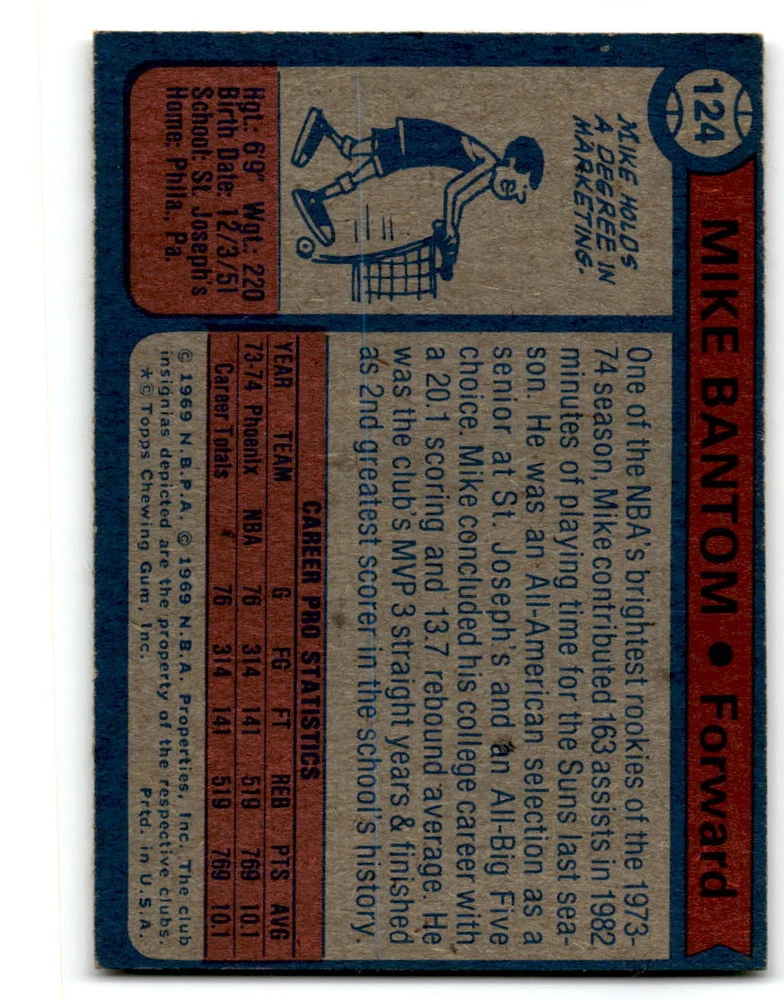 124
MIKE BANTOM • Forward
MIKE HOLDS
A DEGREE IN
MARKETING.
Hgt.: 6'9" Wgt.: 220
Birth Date: 12/3/51
School: St. Joseph's
Home: Phila., Pa.
One of the NBA's brightest rookies of the 1973-
74 season, Mike contributed 163 assists in 1982
minutes of playing time for the Suns last sea-
son. He was an All-American selection as a
senior at St. Joseph's and an All-Big Five
choice. Mike concluded his college career with
a 20.1 scoring and 13.7 rebound average. He
was the club's MVP 3 straight years & finished
as 2nd greatest scorer in the school's history.
CAREER PRO STATISTICS
YEAR TEAM G FG FT REB PTS AVG
73-74 Phoenix NBA 76 314 141 519 769 10.1
Career Totals 76 314 141 519 769 10.1
© 1969 N.B.P.A. © 1969 N.B.A. Properties, Inc. The club
insignias depicted are the property of the respective clubs.
*© Topps Chewing Gum, Inc. Prtd. in U.S.A.